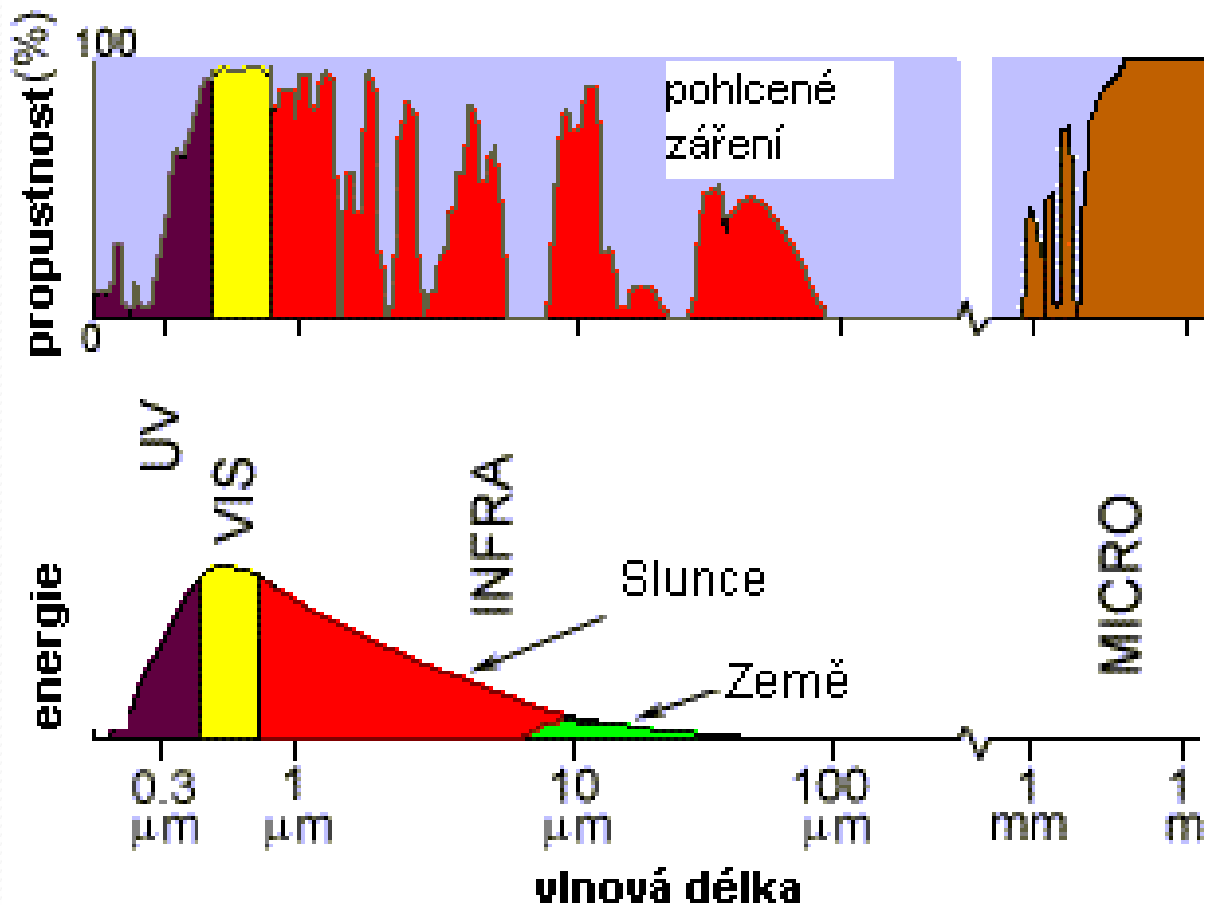 propustnost(%)
100
0
pohlcené
záření
UV
VIS
INFRA
MICRO
energie
Slunce
Země
0.3
μm
1
μm
10
μm
100
μm
1
mm
1
m
vlnová délka